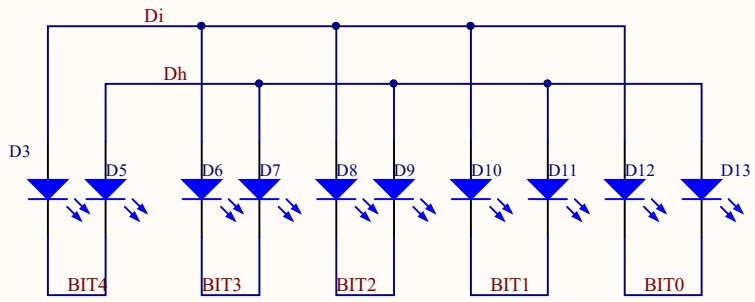 Di
Dh
D3 D5 D6 D7 D8 D9 D10 D11 D12 D13
BIT4 BIT3 BIT2 BIT1 BIT0